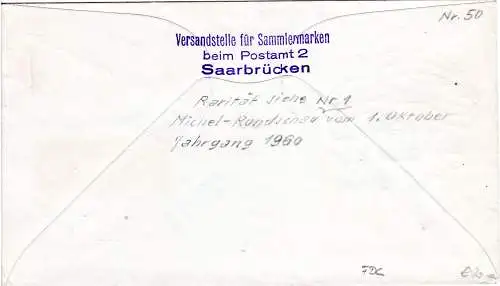 Nr. 50
Versandstelle für Sammlermarken
beim Postamt 2
Saarbrücken
Rarität siehe Nr. 1
Michel-Rundschau vom 1. Oktober
Jahrgang 1960
FDC